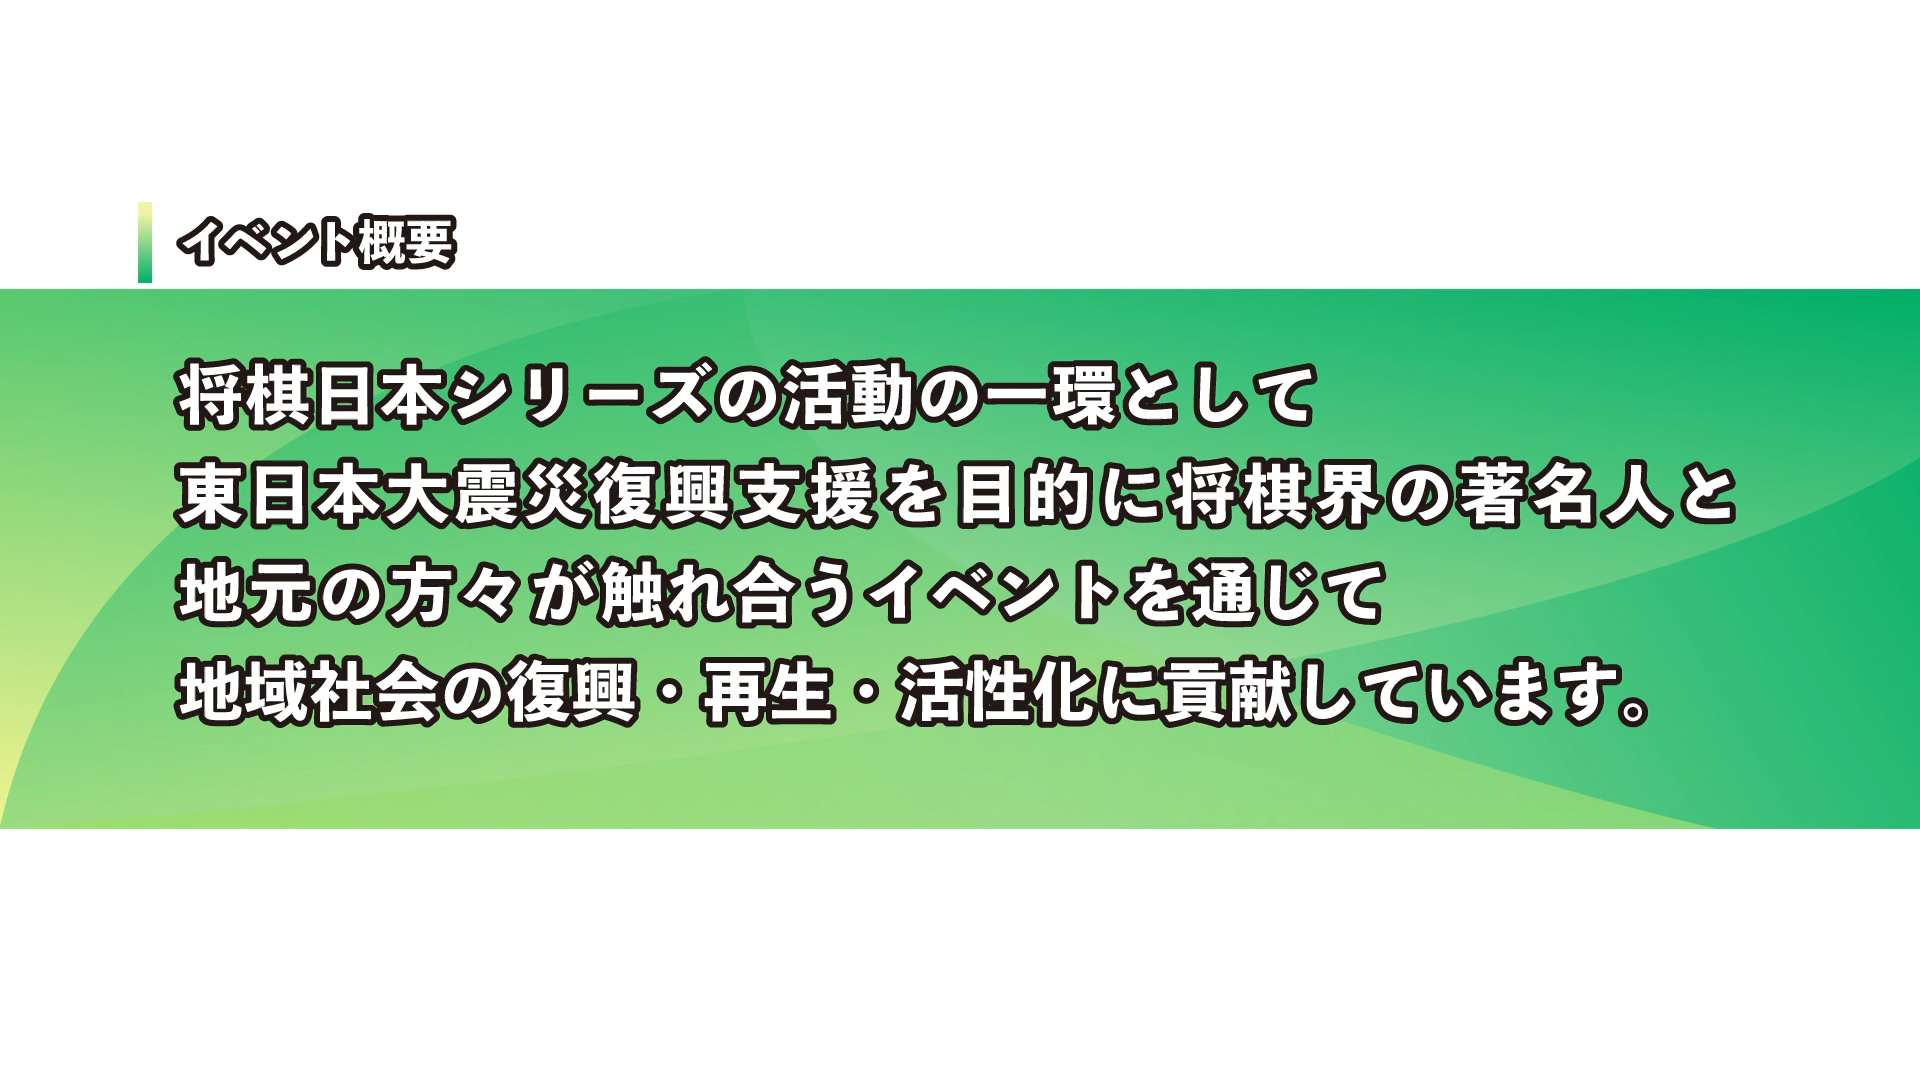 イベント概要
将棋日本シリーズの活動の一環として
東日本大震災復興支援を目的に将棋界の著名人と
地元の方々が触れ合うイベントを通じて
地域社会の復興・再生・活性化に貢献しています。